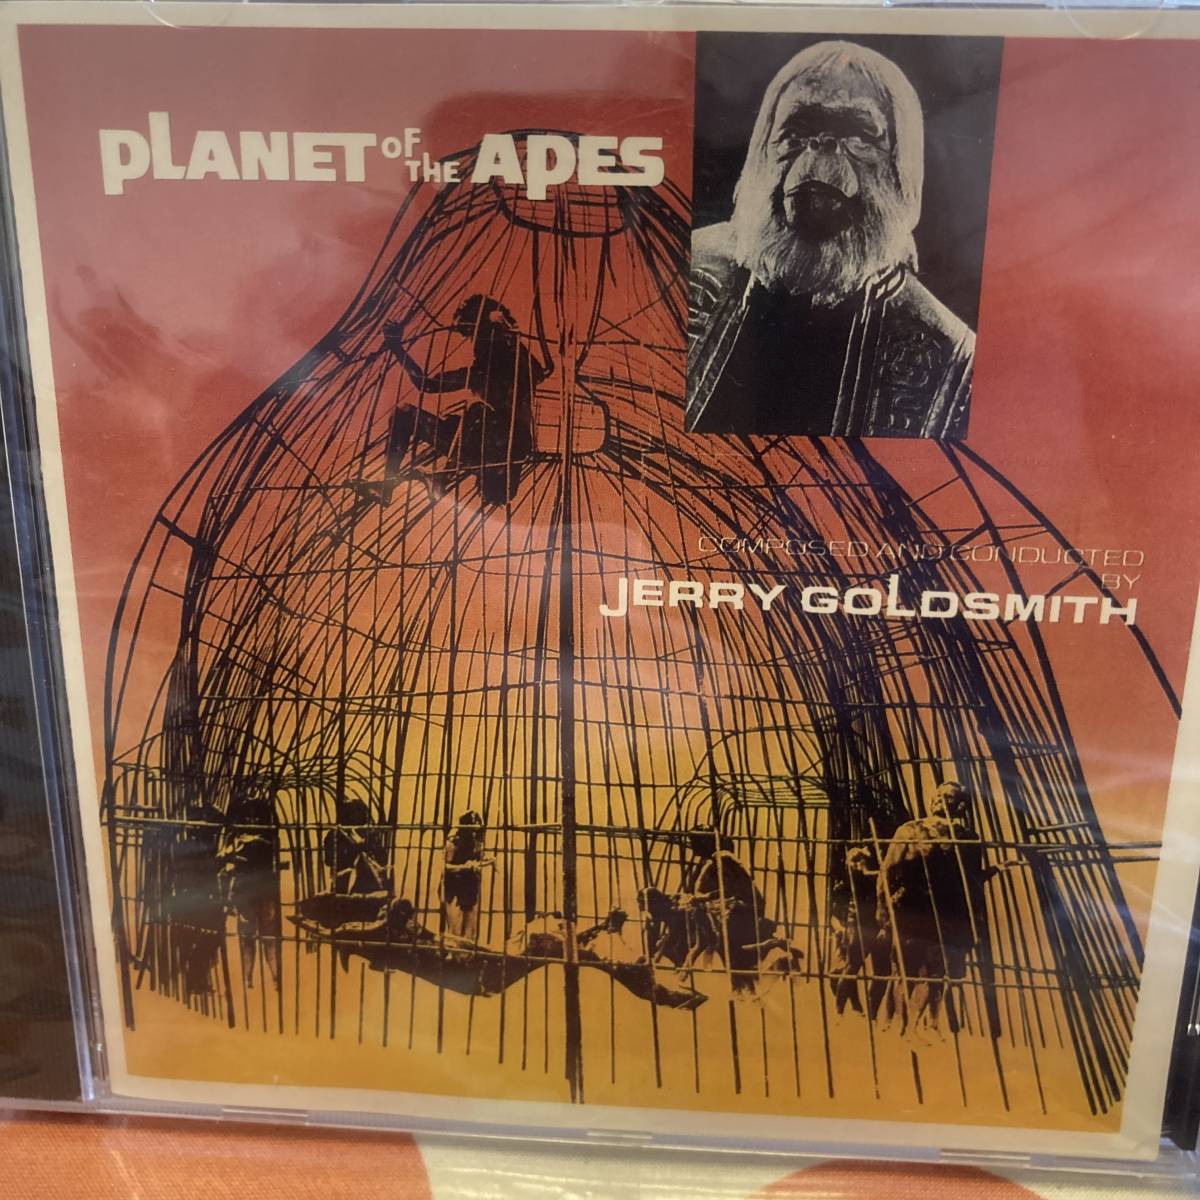 PLANET OF THE APES
COMPOSED AND CONDUCTED
BY
JERRY GOLDSMITH